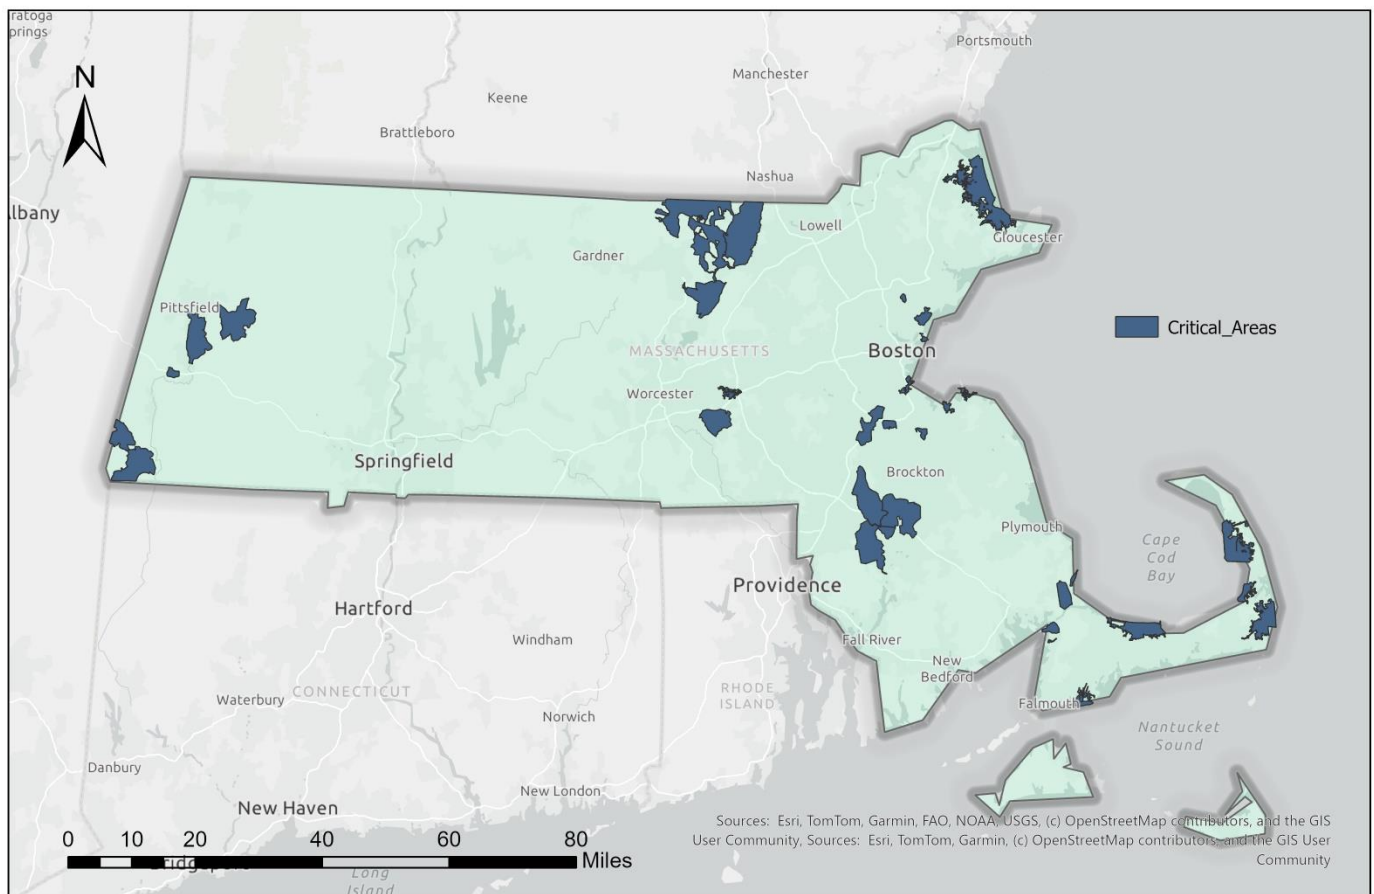 ratoga
prings
Portsmouth
N
Manchester
Keene
Brattleboro
Nashua
lbany
Lowell
Gloucester
Gardner
Pittsfield
Critical_Areas
MASSACHUSETTS
Boston
Worcester
Springfield
Brockton
Plymouth
Cape
Cod
Bay
Providence
Hartford
Windham
Fall River
New
Bedford
CONNECTICUT
RHODE
ISLAND
Waterbury
Falmouth
Norwich
Nantucket
Sound
Danbury
New London
New Haven
Sources: Esri, TomTom, Garmin, FAO, NOAA, USGS, (c) OpenStreetMap contributors, and the GIS
User Community, Sources: Esri, TomTom, Garmin, (c) OpenStreetMap contributors, and the GIS User
Community
0 10 20 40 60 80
Miles
Long
Island